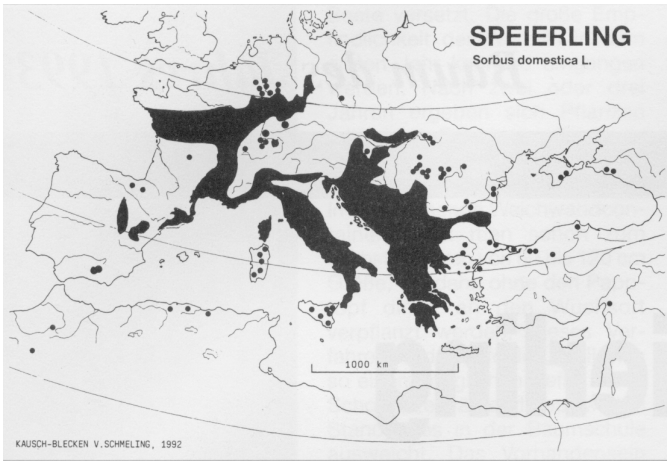 SPEIERLING
Sorbus domestica L.
1000 km
KAUSCH-BLECKEN V.SCHMELING, 1992